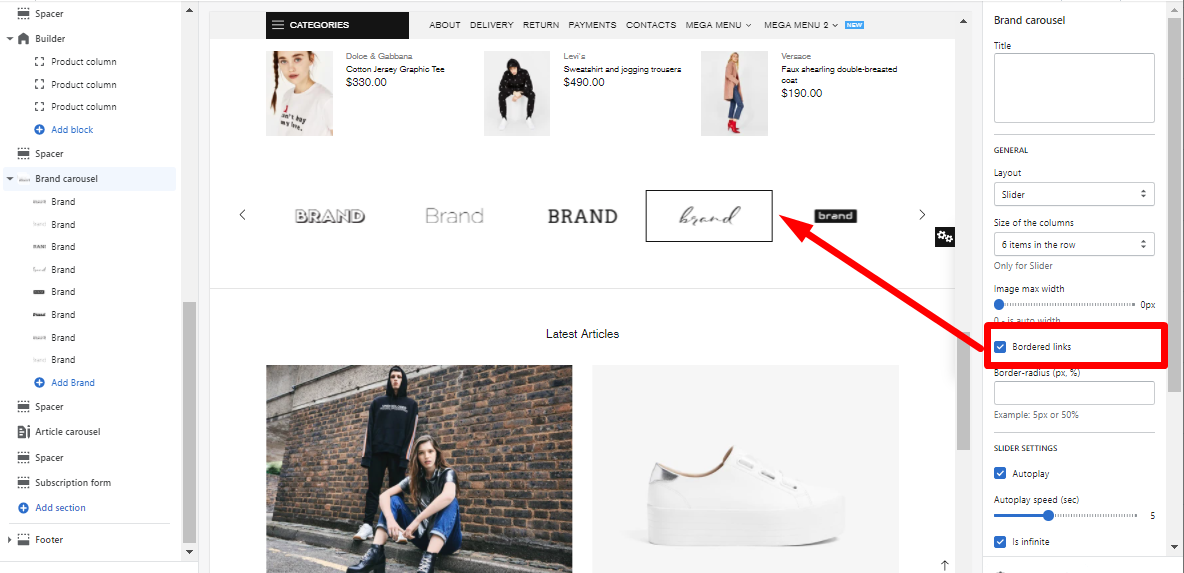 Spacer
Builder
Product column
Product column
Product column
Add block
Spacer
Brand carousel
Brand
Brand
Brand
Brand
Brand
Brand
Brand
Brand
Add Brand
Spacer
Article carousel
Spacer
Subscription form
Add section
Footer
CATEGORIES
ABOUT DELIVERY RETURN PAYMENTS CONTACTS MEGA MENU MEGA MENU 2 NEW
Dolce & Gabbana
Cotton Jersey Graphic Tee
$330.00
Levi's
Sweatshirt and jogging trousers
$490.00
Versace
Faux shearling double-breasted
coat
$190.00
BRAND
Brand
BRAND
brand
brand
Latest Articles
Brand carousel
Title
GENERAL
Layout
Slider
Size of the columns
6 items in the row
Only for Slider
Image max width
0px
0 - is auto width
Bordered links
Border-radius (px, %)
Example: 5px or 50%
SLIDER SETTINGS
Autoplay
Autoplay speed (sec)
5
Is infinite